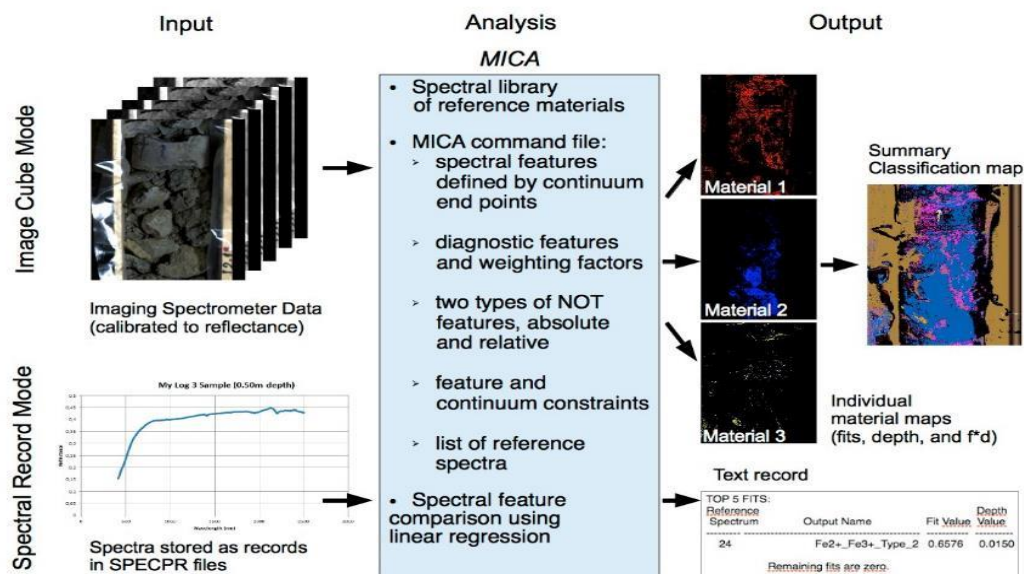 Input
Analysis
Output
MICA
Image Cube Mode
Imaging Spectrometer Data
(calibrated to reflectance)
Spectral Record Mode
My Log 3 Sample (0.50m depth)
Reflectance
Wavelength (nm)
Spectra stored as records
in SPECPR files
• Spectral library
of reference materials
• MICA command file:
➢ spectral features
defined by continuum
end points
➢ diagnostic features
and weighting factors
➢ two types of NOT
features, absolute
and relative
➢ feature and
continuum constraints
➢ list of reference
spectra
• Spectral feature
comparison using
linear regression
Material 1
Material 2
Material 3
Summary
Classification map
Individual
material maps
(fits, depth, and f*d)
Text record
TOP 5 FITS:
Reference
Spectrum Output Name Fit Value Depth Value
24 Fe2+_Fe3+_Type_2 0.6576 0.0150
Remaining fits are zero.